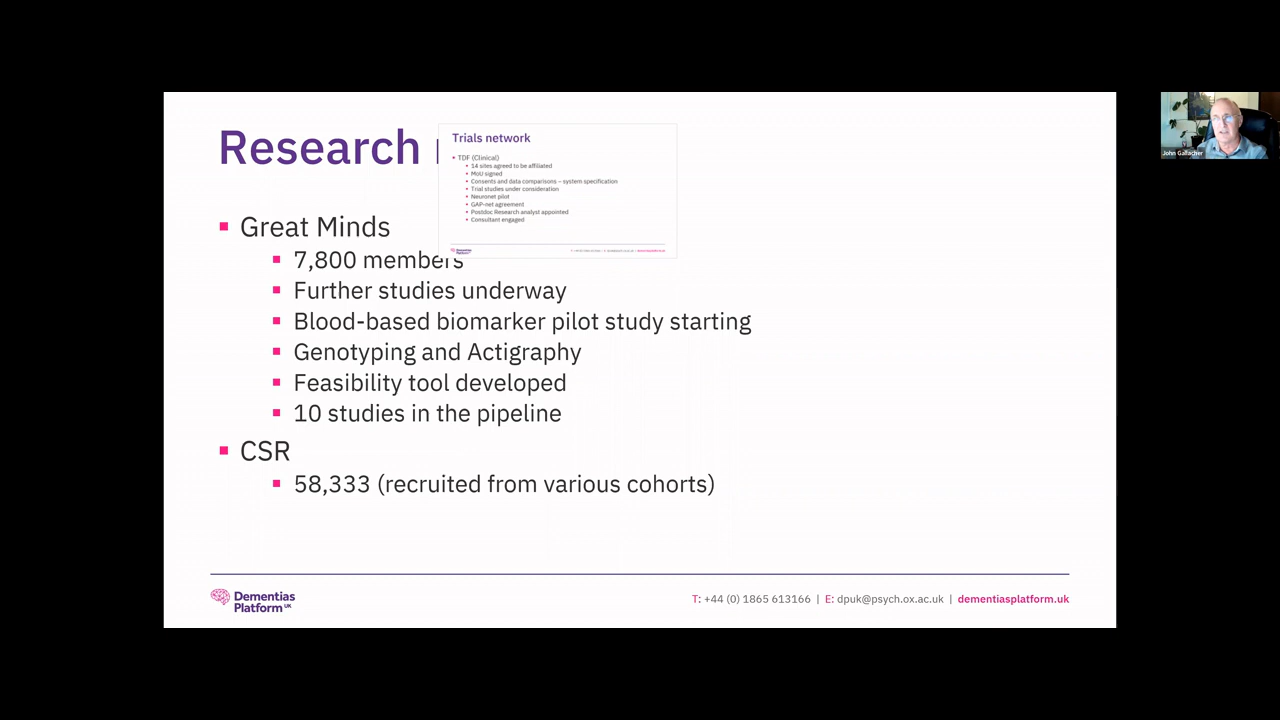 Research
Trials network
TDF (Clinical)
14 sites agreed to be affiliated
MoU signed
Consents and data comparisons – system specification
Trial studies under consideration
Neuronet pilot
GAP-net agreement
Postdoc Research analyst appointed
Consultant engaged
Great Minds
7,800 members
Further studies underway
Blood-based biomarker pilot study starting
Genotyping and Actigraphy
Feasibility tool developed
10 studies in the pipeline
CSR
58,333 (recruited from various cohorts)
Dementias
Platform UK
T: +44 (0) 1865 613166 | E: dpuk@psych.ox.ac.uk | dementiasplatform.uk
John Gallacher